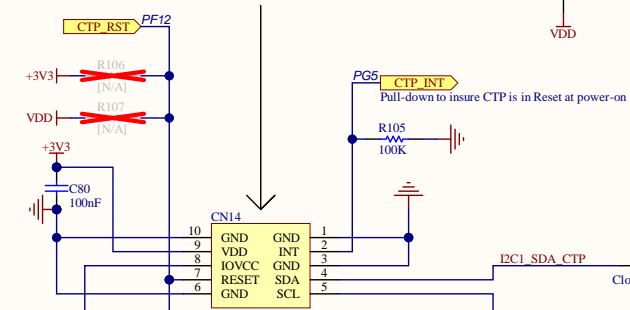 CTP_RST
PF12
VDD
R106
+3V3
[N/A]
PG5
CTP_INT
Pull-down to insure CTP is in Reset at power-on
R107
VDD
[N/A]
R105
100K
+3V3
C80
100nF
CN14
10 GND GND 1
9 VDD INT 2
8 IOVCC GND 3
7 RESET SDA 4
6 GND SCL 5
I2C1_SDA_CTP
Clo